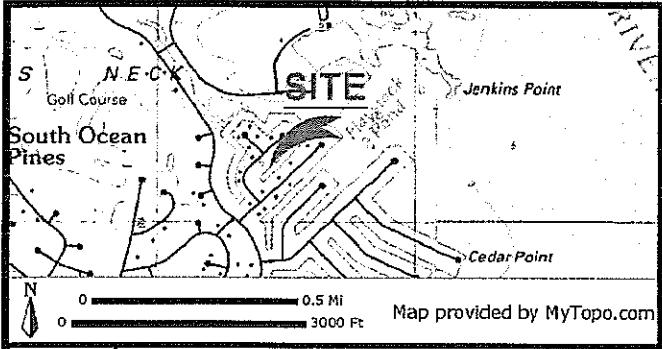 RIVER
S NECK
SITE
Golf Course
Jenkins Point
South Ocean
Pines
Cedar Point
N
0 0.5 Mi
0 3000 Ft
Map provided by MyTopo.com